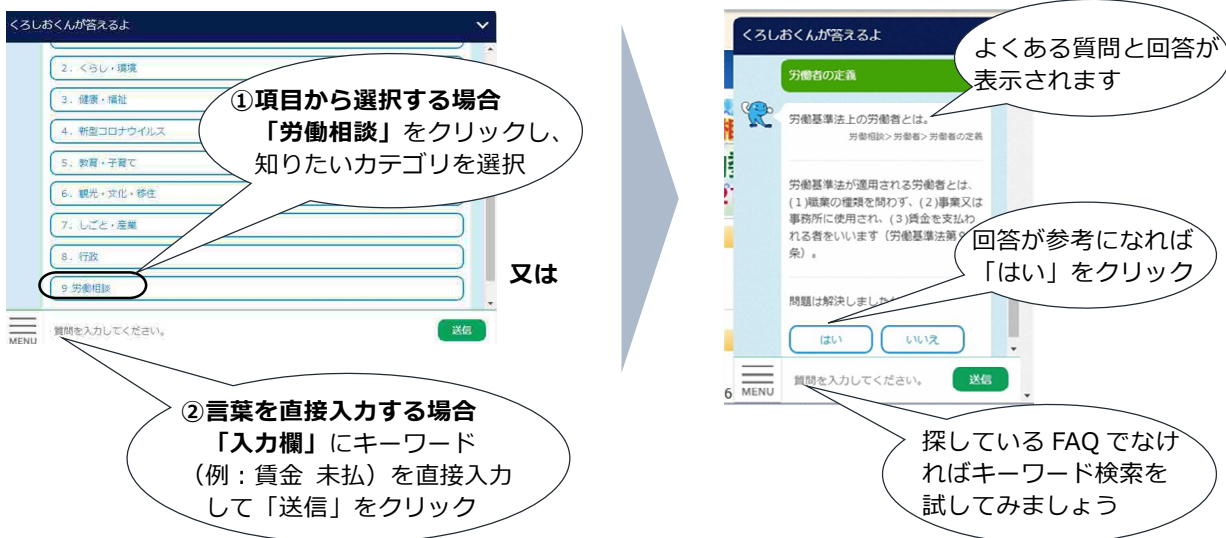 くろしおくんが答えるよ
2. くらし・環境
3. 健康・福祉
4. 新型コロナウイルス
5. 教育・子育て
6. 観光・文化・移住
7. しごと・産業
8. 行政
9 労働相談
MENU
質問を入力してください。
送信
①項目から選択する場合
「労働相談」をクリックし、
知りたいカテゴリを選択
又は
②言葉を直接入力する場合
「入力欄」にキーワード
(例：賃金 未払)を直接入力
して「送信」をクリック
くろしおくんが答えるよ
労働者の定義
労働基準法上の労働者とは。
労働相談>労働者>労働者の定義
労働基準法が適用される労働者とは、
(1)職業の種類を問わず、(2)事業又は
事務所に使用され、(3)賃金を支払わ
れる者をいいます（労働基準法第
条）。
問題は解決しました
はい
いいえ
6
MENU
質問を入力してください。
送信
よくある質問と回答が
表示されます
回答が参考になれば
「はい」をクリック
探している FAQ でなけ
ればキーワード検索を
試してみましょう